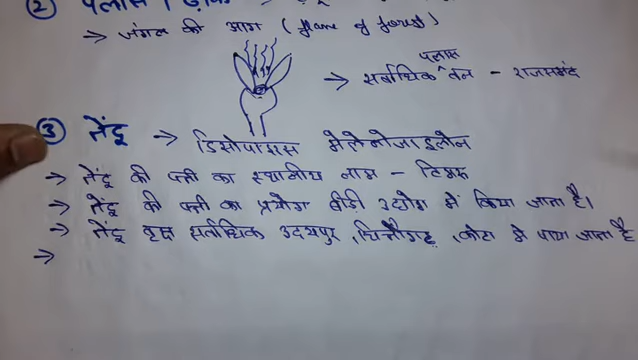 ② पलास / ढाक
→ जंगल की आग (flame of forest)
→ सर्वाधिक पलास वन - राजसमंद
③ तेंदू → डिसोपायरस मेलेनोजाइलोन
→ तेंदू की पत्ती का स्थानीय नाम - टिमरू
→ तेंदू की पत्ती का प्रयोग बीड़ी उद्योग में किया जाता है।
→ तेंदू वृक्ष सर्वाधिक उदयपुर, चित्तौगढ़, कोटा मे पाया जाता है
→